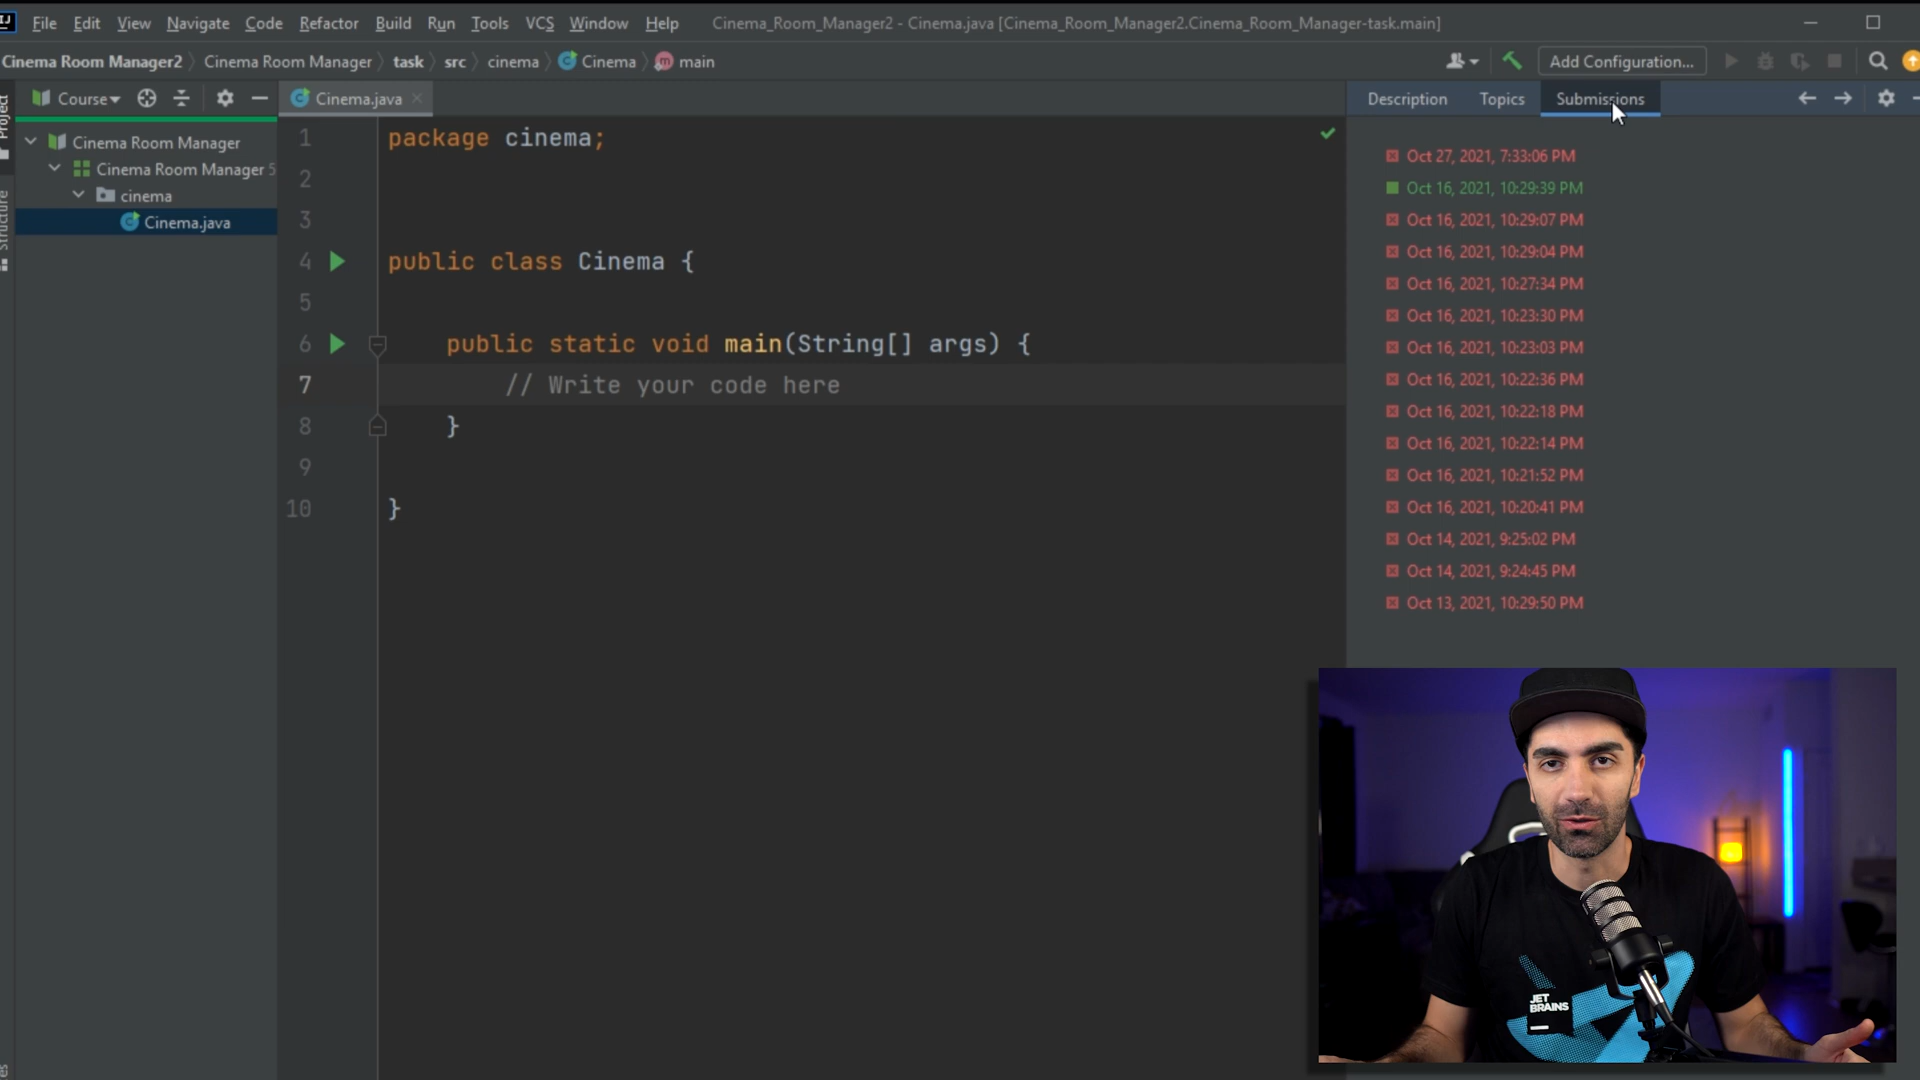 IJ File Edit View Navigate Code Refactor Build Run Tools VCS Window Help Cinema_Room_Manager2 - Cinema.java [Cinema_Room_Manager2.Cinema_Room_Manager-task.main]
Cinema Room Manager2 Cinema Room Manager task src cinema Cinema m main Add Configuration...
Project
Structure
Course
Cinema Room Manager
Cinema Room Manager 5
cinema
Cinema.java
Cinema.java
1 package cinema;
2
3
4 public class Cinema {
5
6 public static void main(String[] args) {
7 // Write your code here
8 }
9
10 }
Description Topics Submissions
Oct 27, 2021, 7:33:06 PM
Oct 16, 2021, 10:29:39 PM
Oct 16, 2021, 10:29:07 PM
Oct 16, 2021, 10:29:04 PM
Oct 16, 2021, 10:27:34 PM
Oct 16, 2021, 10:23:30 PM
Oct 16, 2021, 10:23:03 PM
Oct 16, 2021, 10:22:36 PM
Oct 16, 2021, 10:22:18 PM
Oct 16, 2021, 10:22:14 PM
Oct 16, 2021, 10:21:52 PM
Oct 16, 2021, 10:20:41 PM
Oct 14, 2021, 9:25:02 PM
Oct 14, 2021, 9:24:45 PM
Oct 13, 2021, 10:29:50 PM
JET
BRAINS